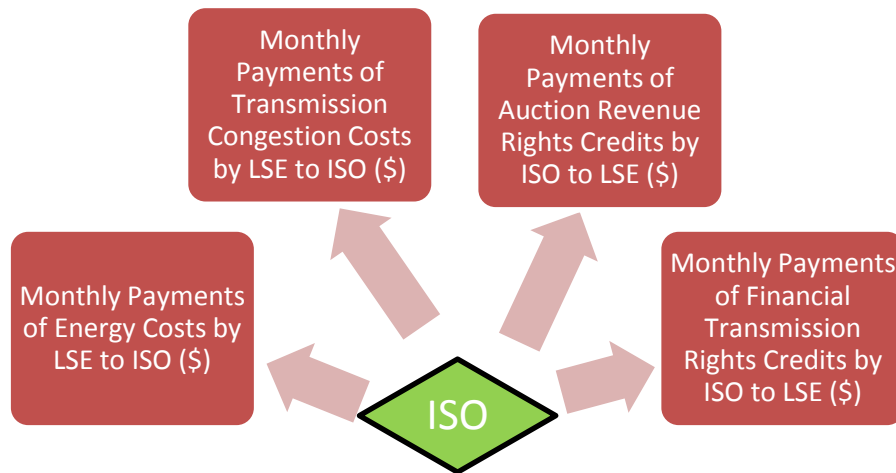 Monthly
Payments of
Transmission
Congestion Costs
by LSE to ISO ($)
Monthly
Payments of
Auction Revenue
Rights Credits by
ISO to LSE ($)
Monthly Payments
of Energy Costs by
LSE to ISO ($)
Monthly Payments
of Financial
Transmission
Rights Credits by
ISO to LSE ($)
ISO